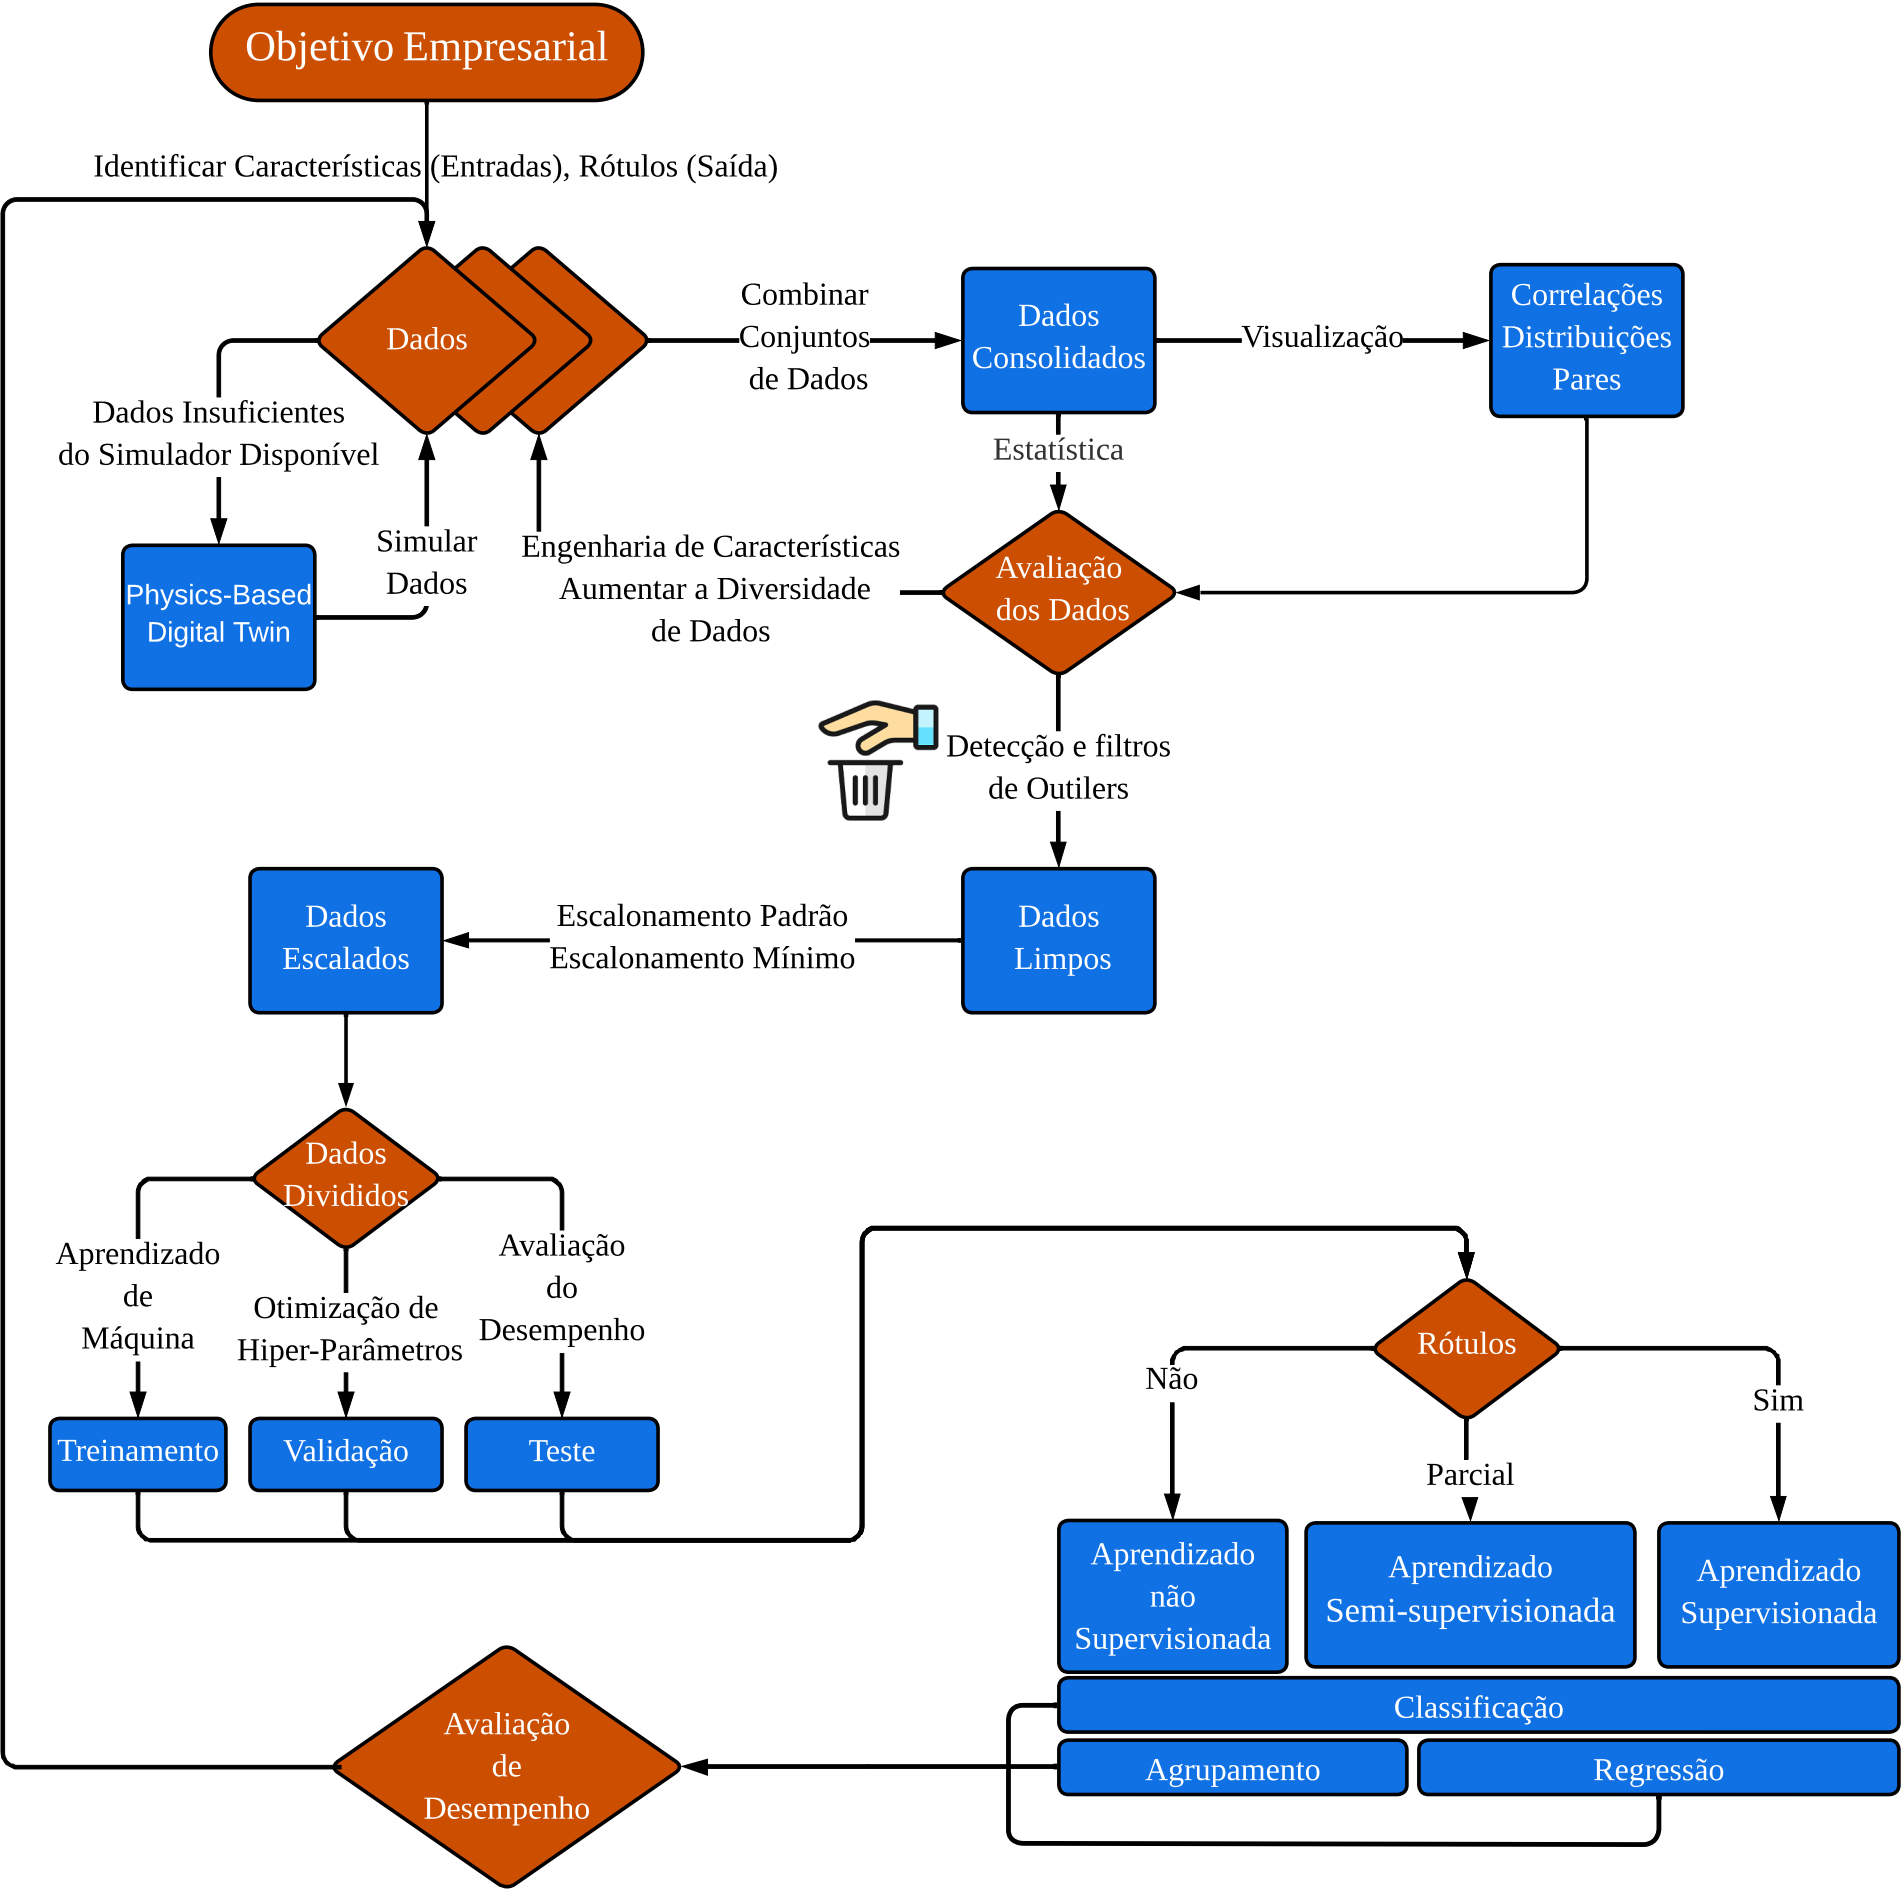 Objetivo Empresarial
Identificar Características (Entradas), Rótulos (Saída)
Dados
Combinar
Conjuntos
de Dados
Dados
Consolidados
Visualização
Correlações
Distribuições
Pares
Dados Insuficientes
do Simulador Disponível
Estatística
Physics-Based
Digital Twin
Simular
Dados
Engenharia de Características
Aumentar a Diversidade
de Dados
Avaliação
dos Dados
Detecção e filtros
de Outilers
Dados
Limpos
Escalonamento Padrão
Escalonamento Mínimo
Dados
Escalados
Dados
Divididos
Aprendizado
de
Máquina
Otimização de
Hiper-Parâmetros
Avaliação
do
Desempenho
Treinamento
Validação
Teste
Rótulos
Não
Parcial
Sim
Aprendizado
não
Supervisionada
Aprendizado
Semi-supervisionada
Aprendizado
Supervisionada
Classificação
Agrupamento
Regressão
Avaliação
de
Desempenho